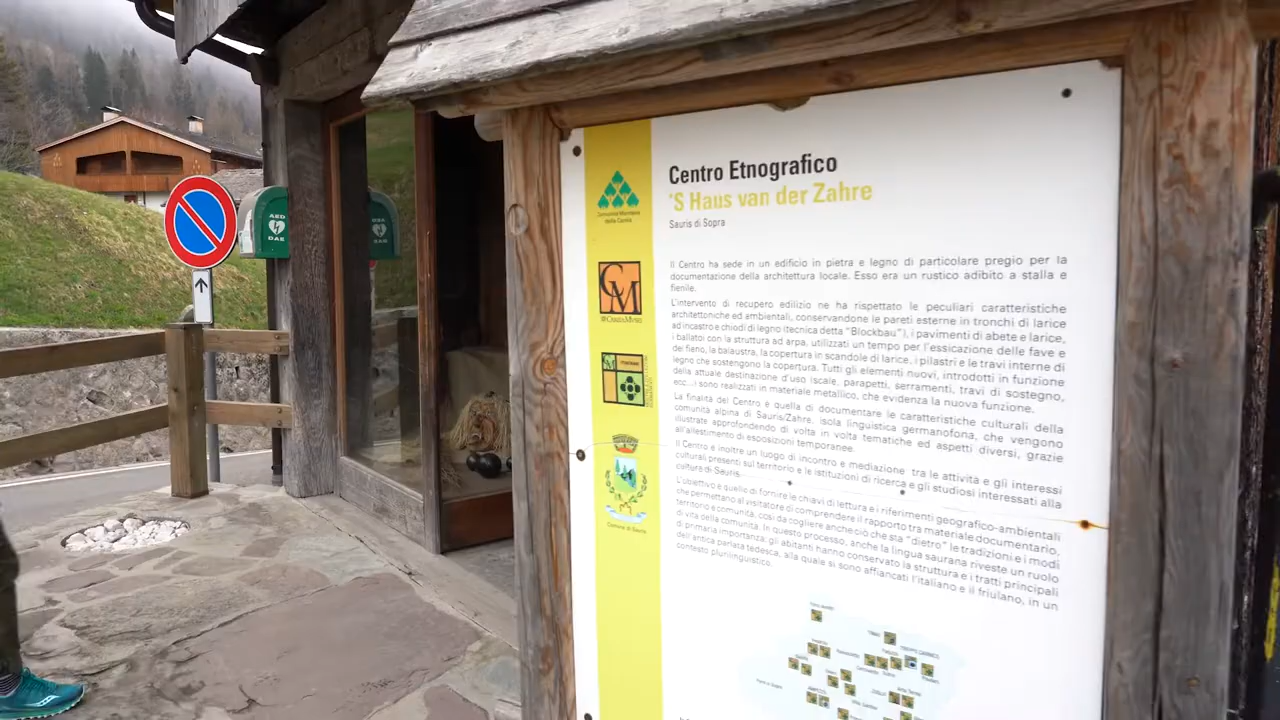 AED
DAE
Centro Etnografico
'S Haus van der Zahre
Sauris di Sopra
Il Centro ha sede in un edificio in pietra e legno di particolare pregio per la
documentazione della architettura locale. Esso era un rustico adibito a stalla e
fienile.
L'intervento di recupero edilizio ne ha rispettato le peculiari caratteristiche
architettoniche ed ambientali, conservandone le pareti esterne in tronchi di larice
ad incastro e chiodi di legno (tecnica detta "Blockbau"), i pavimenti di abete e larice,
i ballatoi con la struttura ad arpa, utilizzati un tempo per l'essicazione delle fave e
del fieno, la balaustra, la copertura in scandole di larice, i pilastri e le travi interne di
legno che sostengono la copertura. Tutti gli elementi nuovi, introdotti in funzione
della attuale destinazione d'uso (scale, parapetti, serramenti, travi di sostegno,
ecc...) sono realizzati in materiale metallico, che evidenza la nuova funzione.
La finalità del Centro è quella di documentare le caratteristiche culturali della
comunità alpina di Sauris/Zahre, isola linguistica germanofona, che vengono
illustrate approfondendo di volta in volta tematiche ed aspetti diversi, grazie
all'allestimento di esposizioni temporanee.
Il Centro è inoltre un luogo di incontro e mediazione tra le attività e gli interessi
culturali presenti sul territorio e le istituzioni di ricerca e gli studiosi interessati alla
cultura di Sauris.
L'obiettivo è quello di fornire le chiavi di lettura e i riferimenti geografico-ambientali
che permettano al visitatore di comprendere il rapporto tra materiale documentario,
territorio e comunità, così da cogliere anche ciò che sta "dietro" le tradizioni e i modi
di vita della comunità. In questo processo, anche la lingua saurana riveste un ruolo
di primaria importanza: gli abitanti hanno conservato la struttura e i tratti principali
dell'antica parlata tedesca, alla quale si sono affiancati l'italiano e il friulano, in un
contesto plurilinguistico.
Comunità Montana
della Carnia
CM
Comune di Sauris